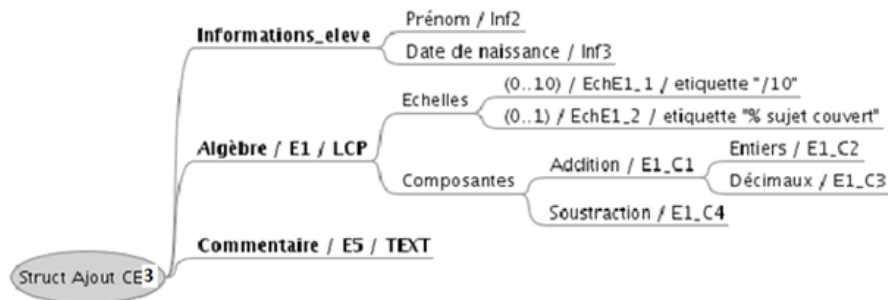 Prénom / Inf2
Informations_eleve
Date de naissance / Inf3
(0..10) / EchE1_1 / etiquette "/10"
Echelles
(0..1) / EchE1_2 / etiquette "% sujet couvert"
Algèbre / E1 / LCP
Entiers / E1_C2
Addition / E1_C1
Composantes
Décimaux / E1_C3
Soustraction / E1_C4
Commentaire / E5 / TEXT
Struct Ajout CE3